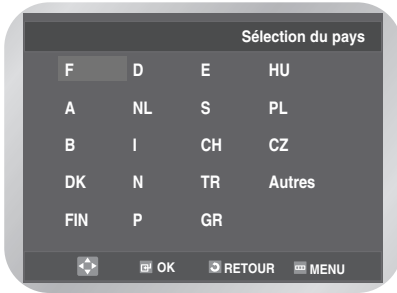 Sélection du pays
F D E HU
A NL S PL
B I CH CZ
DK N TR Autres
FIN P GR
OK RETOUR MENU